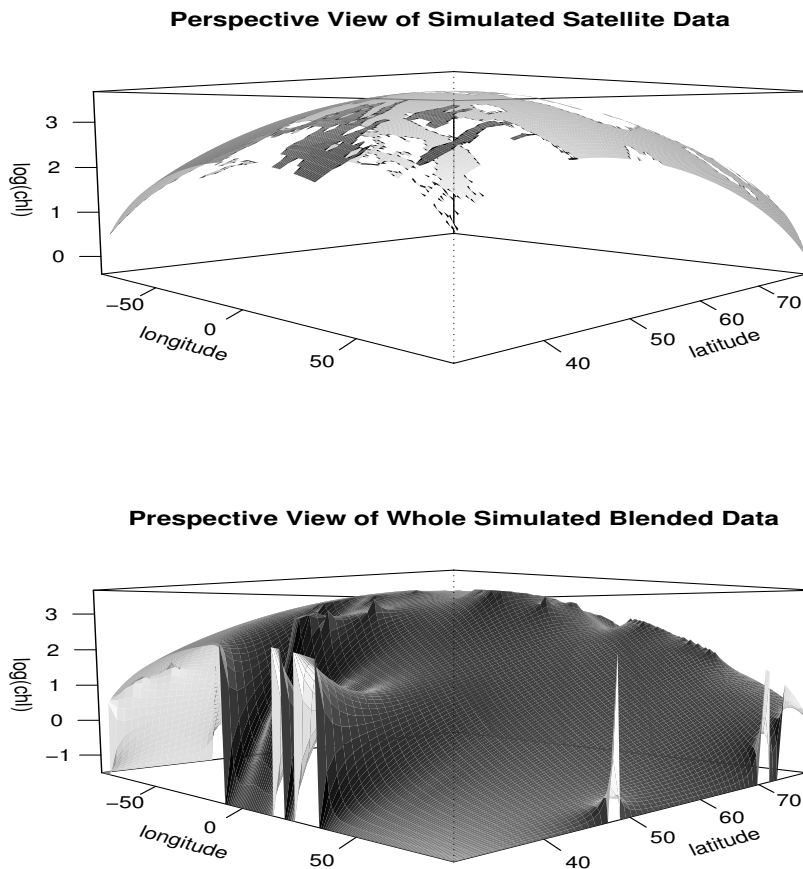 Perspective View of Simulated Satellite Data
3
2
1
0
log(chl)
−50
0
50
longitude
40
50
60
70
latitude
Prespective View of Whole Simulated Blended Data
3
2
1
0
−1
log(chl)
−50
0
50
longitude
40
50
60
70
latitude